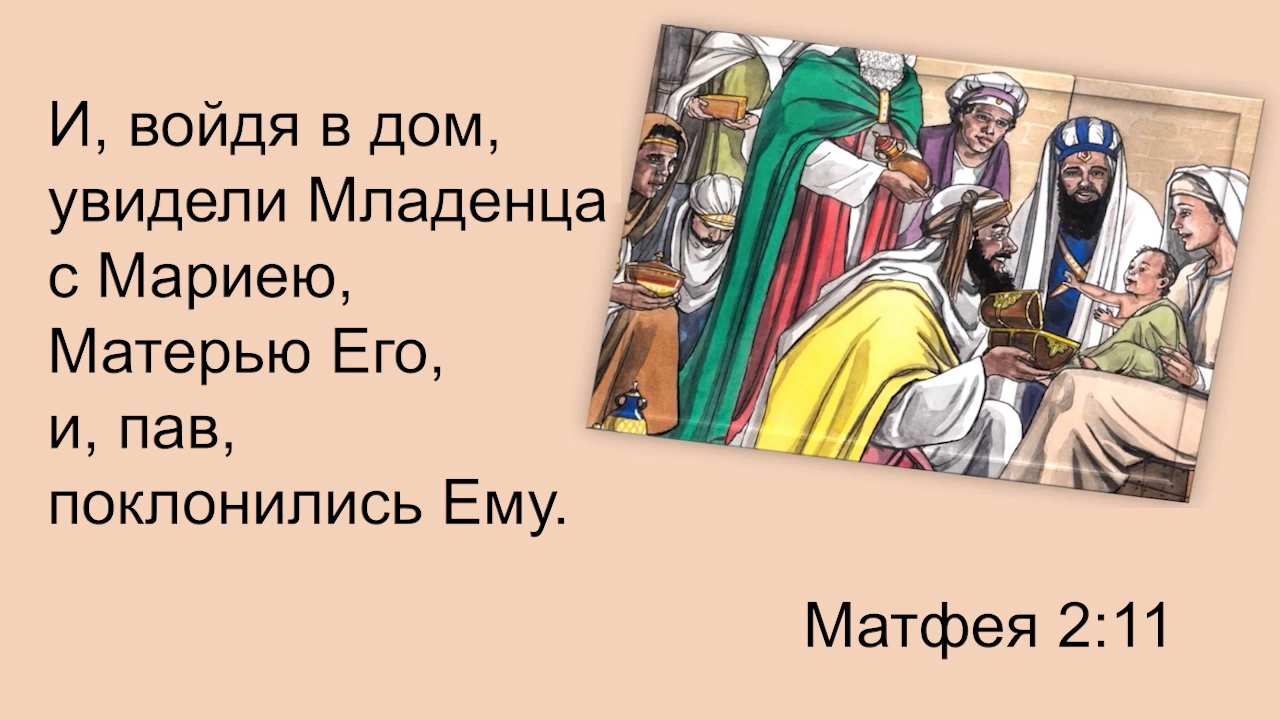 И, войдя в дом,
увидели Младенца
с Мариею,
Матерью Его,
и, пав,
поклонились Ему.
Матфея 2:11